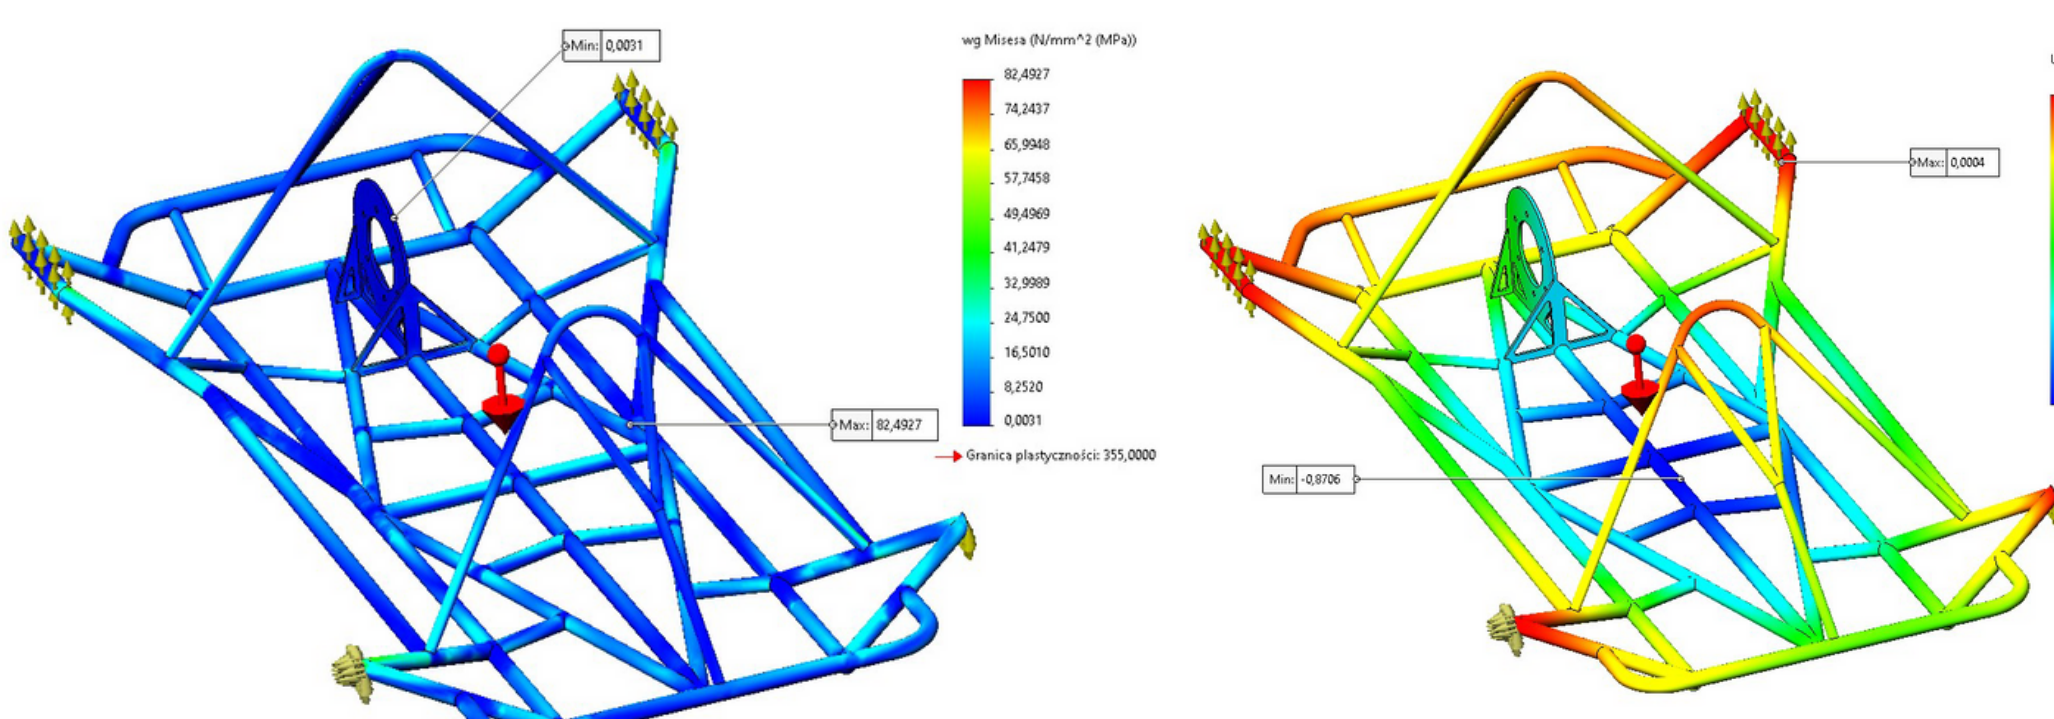 Min: 0,0031
wg Misesa (N/mm^2 (MPa))
82,4927
74,2437
65,9948
57,7458
49,4969
41,2479
32,9989
24,7500
16,5010
8,2520
0,0031
Granica plastyczności: 355,0000
Max: 82,4927
Max: 0,0004
Min: -0,8706